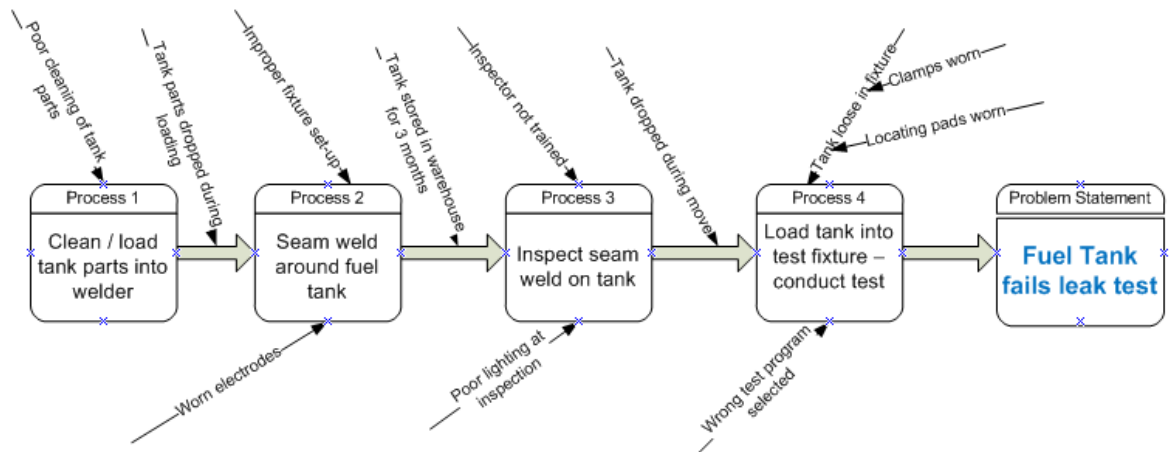 Poor cleaning of tank
parts
Tank parts dropped during
loading
Improper fixture set-up
Tank stored in warehouse
for 3 months
Inspector not trained
Tank dropped during move
Tank loose in fixture
Clamps worn
Locating pads worn
Process 1
Clean / load
tank parts into
welder
Process 2
Seam weld
around fuel
tank
Process 3
Inspect seam
weld on tank
Process 4
Load tank into
test fixture –
conduct test
Problem Statement
Fuel Tank
fails leak test
Worn electrodes
Poor lighting at
inspection
Wrong test program
selected